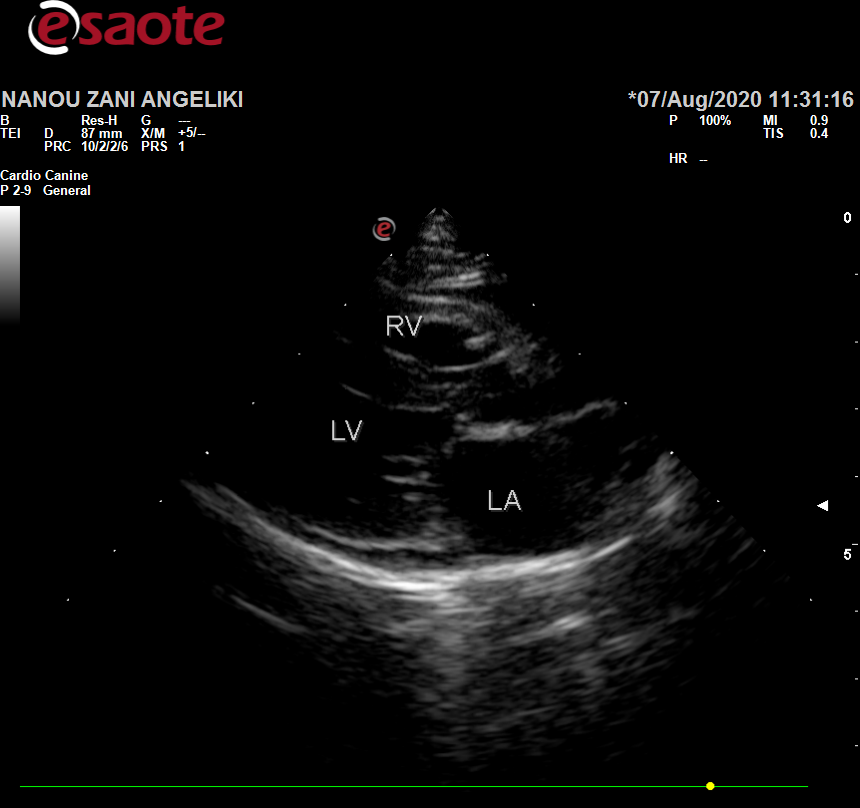 esaote
NANOU ZANI ANGELIKI *07/Aug/2020 11:31:16
B Res-H G --- P 100% MI 0.9
TEI D 87 mm X/M +5/-- TIS 0.4
PRC 10/2/2/6 PRS 1
HR --
Cardio Canine
P 2-9 General
0
e
RV
LV
LA
5